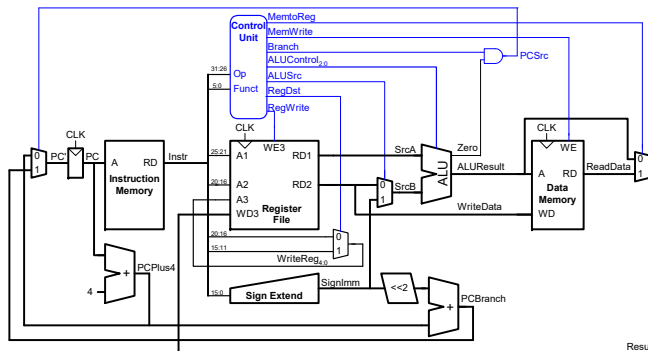 MemtoReg
Control
Unit
MemWrite
Branch
ALUControl2:0
PCSrc
31:26
Op
ALUSrc
5:0
Funct
RegDst
RegWrite
CLK
CLK
CLK
0
1
PC'
PC
A
RD
Instruction
Memory
Instr
25:21
A1
WE3
RD1
SrcA
Zero
WE
20:16
A2
RD2
0
1
SrcB
ALU
ALUResult
A
RD
ReadData
0
1
A3
WD3
Register
File
Data
Memory
WriteData
WD
20:16
0
15:11
1
WriteReg4:0
PCPlus4
+
4
SignImm
15:0
Sign Extend
<<2
PCBranch
+
Resu